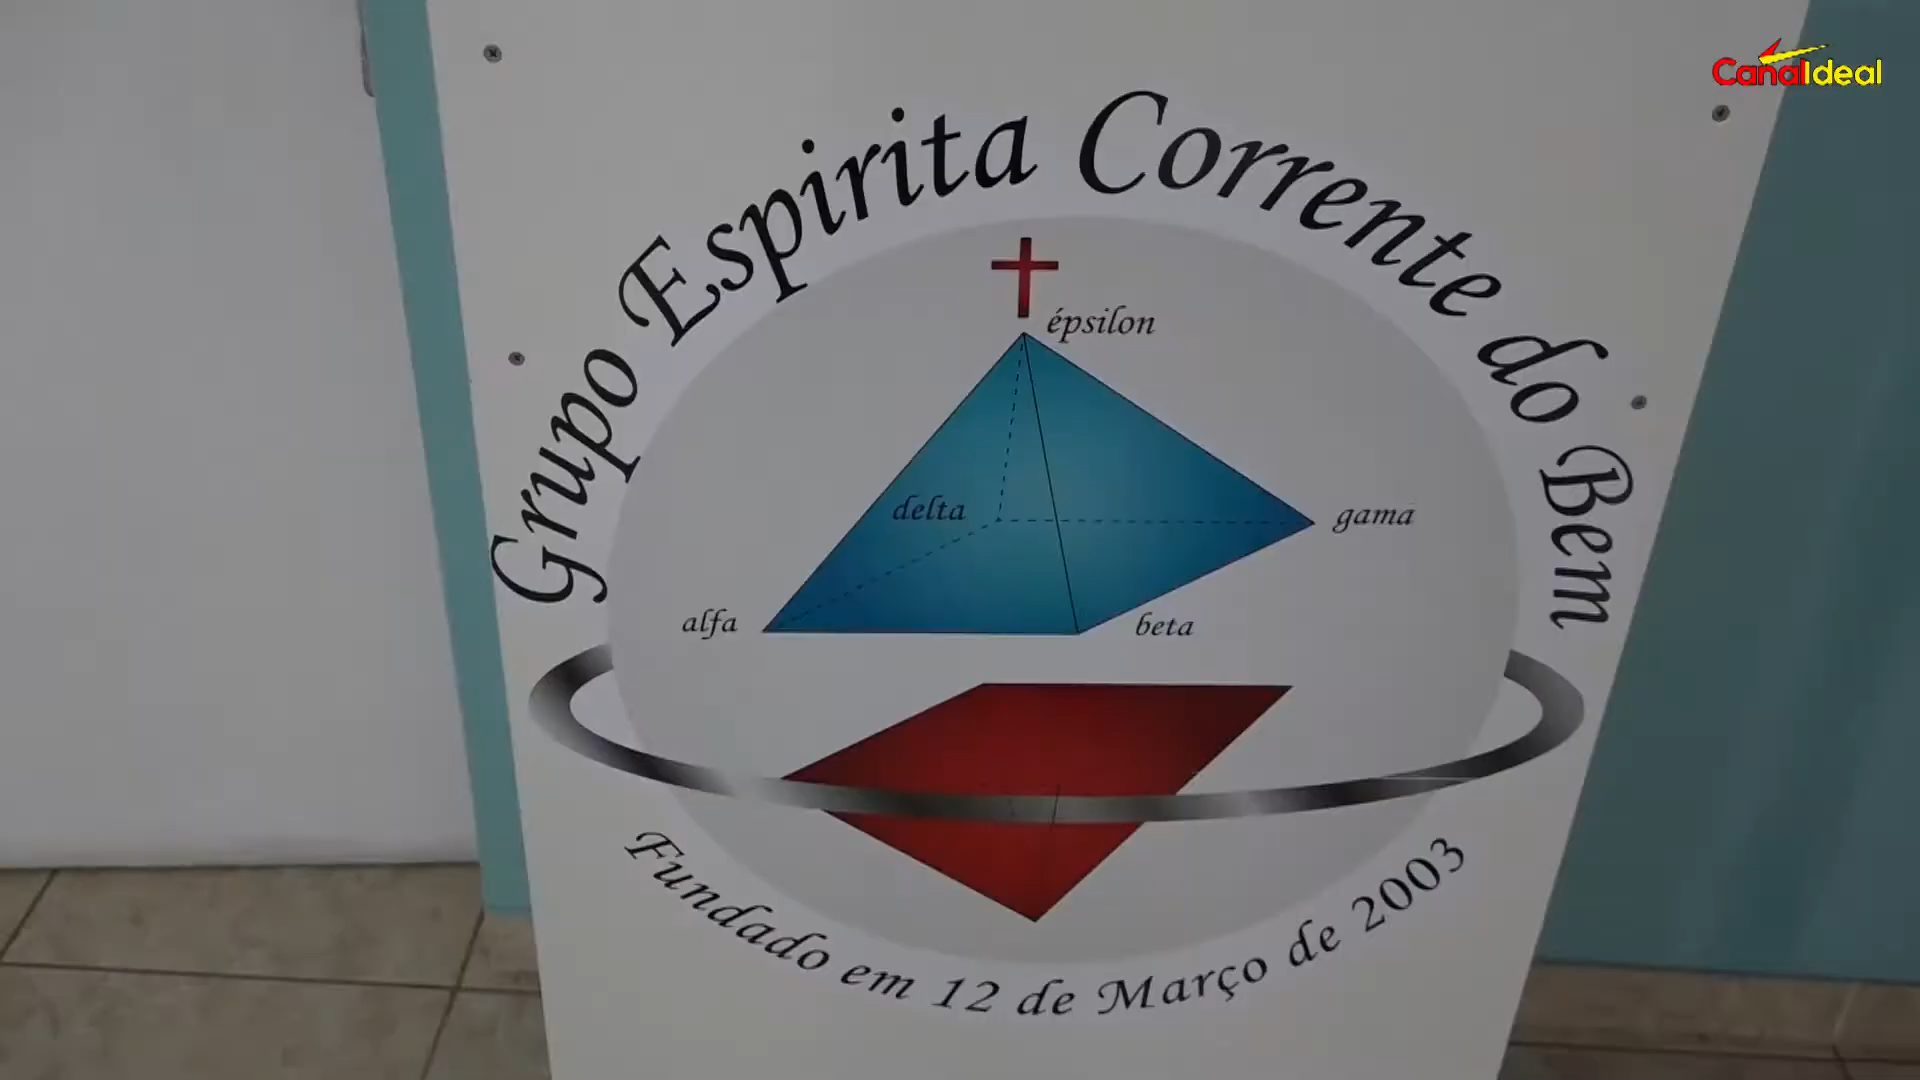 CanalIdeal
Grupo Espirita Corrente do Bem
épsilon
delta
gama
alfa
beta
Fundado em 12 de Março de 2003